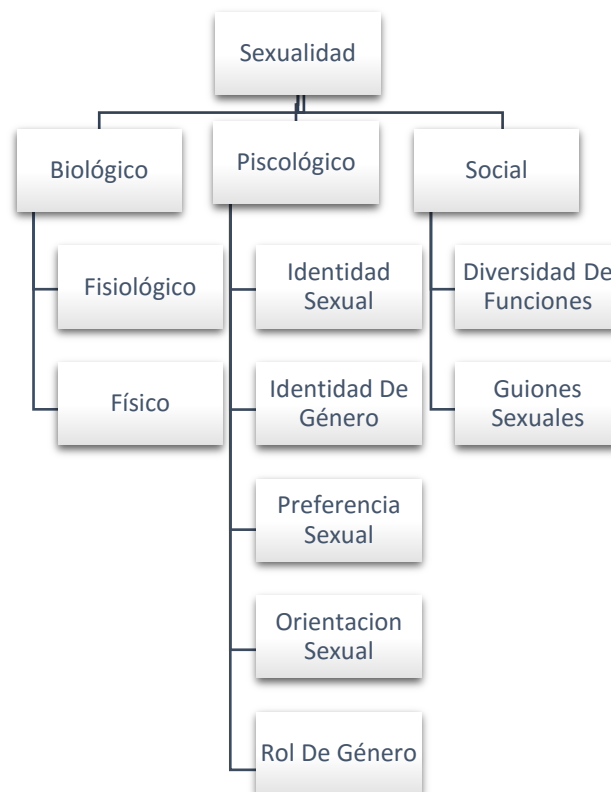 Sexualidad
Biológico
Fisiológico
Físico
Piscológico
Identidad
Sexual
Identidad De
Género
Preferencia
Sexual
Orientacion
Sexual
Rol De Género
Social
Diversidad De
Funciones
Guiones
Sexuales